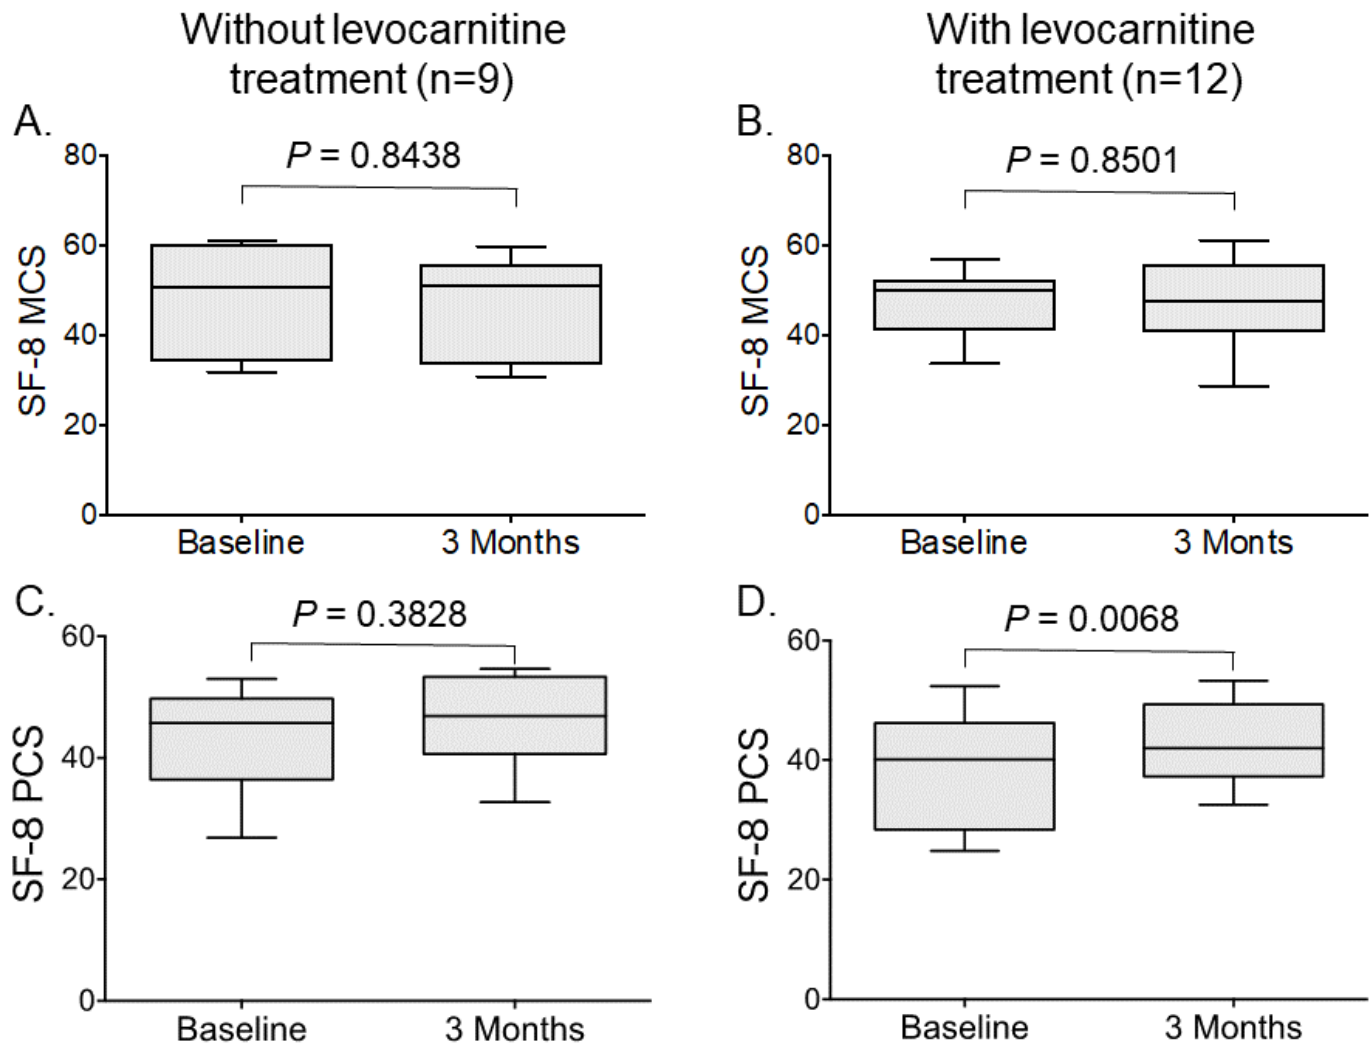 Without levocarnitine
treatment (n=9)
With levocarnitine
treatment (n=12)
A.
P = 0.8438
80
60
40
20
0
SF-8 MCS
Baseline
3 Months
B.
P = 0.8501
80
60
40
20
0
SF-8 MCS
Baseline
3 Monts
C.
P = 0.3828
60
40
20
0
SF-8 PCS
Baseline
3 Months
D.
P = 0.0068
60
40
20
0
SF-8 PCS
Baseline
3 Months